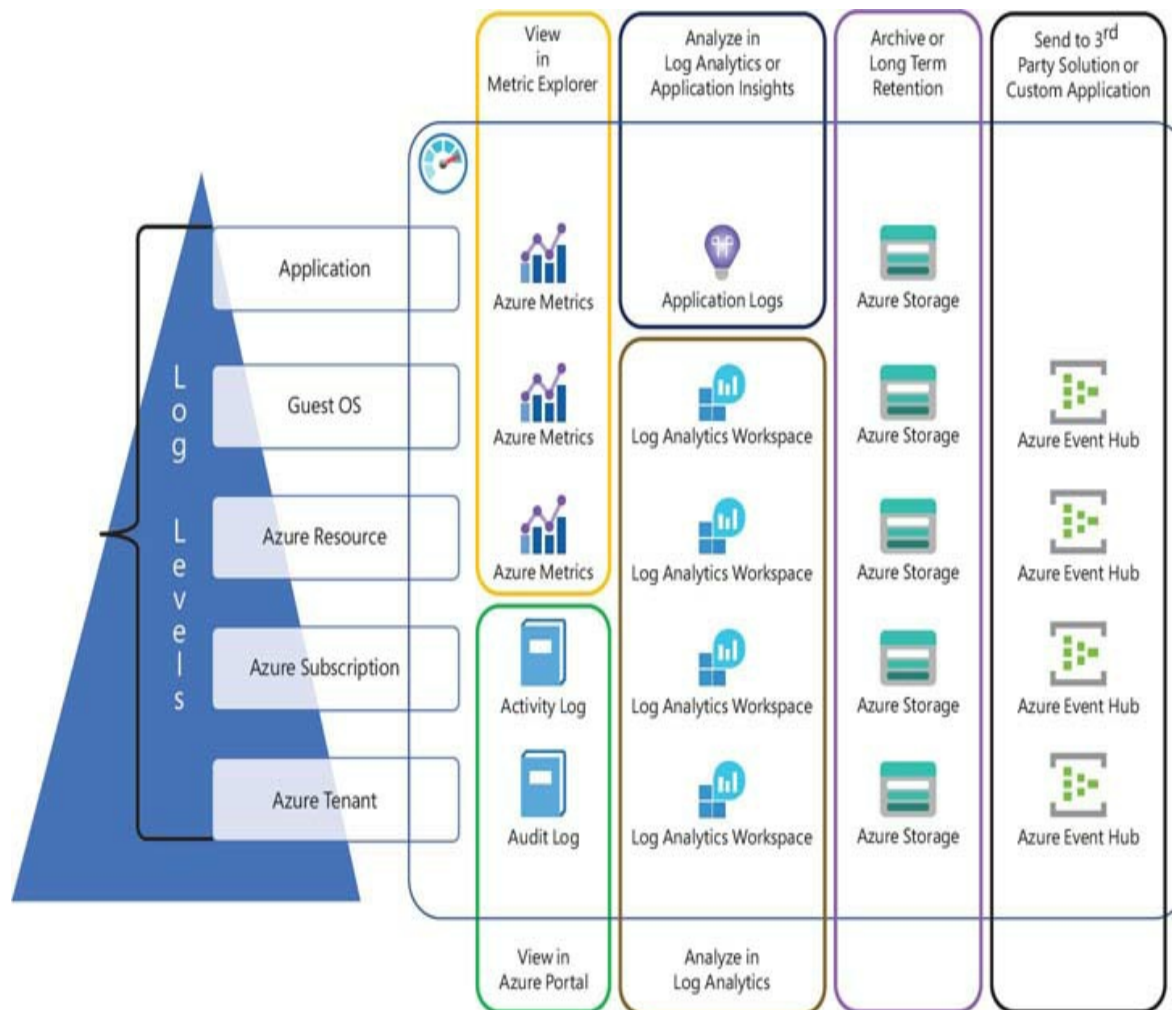 View
in
Metric Explorer
Analyze in
Log Analytics or
Application Insights
Archive or
Long Term
Retention
Send to 3rd
Party Solution or
Custom Application
Log Levels
Application
Azure Metrics
Application Logs
Azure Storage
Guest OS
Azure Metrics
Log Analytics Workspace
Azure Storage
Azure Event Hub
Azure Resource
Azure Metrics
Log Analytics Workspace
Azure Storage
Azure Event Hub
Azure Subscription
Activity Log
Log Analytics Workspace
Azure Storage
Azure Event Hub
Azure Tenant
Audit Log
Log Analytics Workspace
Azure Storage
Azure Event Hub
View in
Azure Portal
Analyze in
Log Analytics